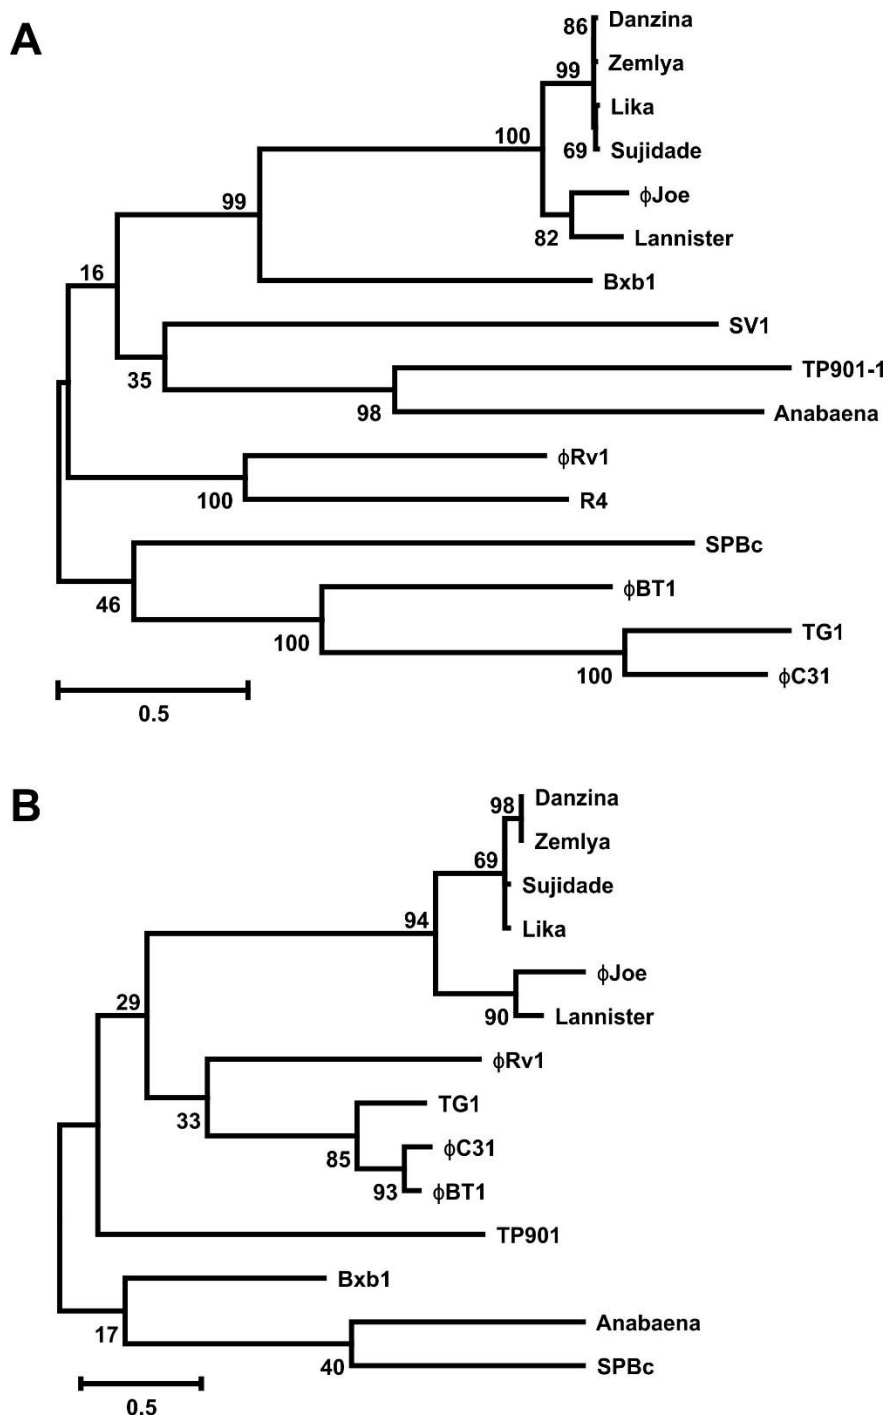 A
86 Danzina
Zemlya
99
Lika
100
69 Sujidade
ϕJoe
99
82 Lannister
16
Bxb1
SV1
35
TP901-1
98 Anabaena
ϕRv1
100 R4
SPBc
46
ϕBT1
100
TG1
100 ϕC31
0.5
B
98 Danzina
Zemlya
69
Sujidade
94
Lika
ϕJoe
29
90 Lannister
ϕRv1
33
TG1
85
ϕC31
93 ϕBT1
TP901
Bxb1
17
Anabaena
40 SPBc
0.5